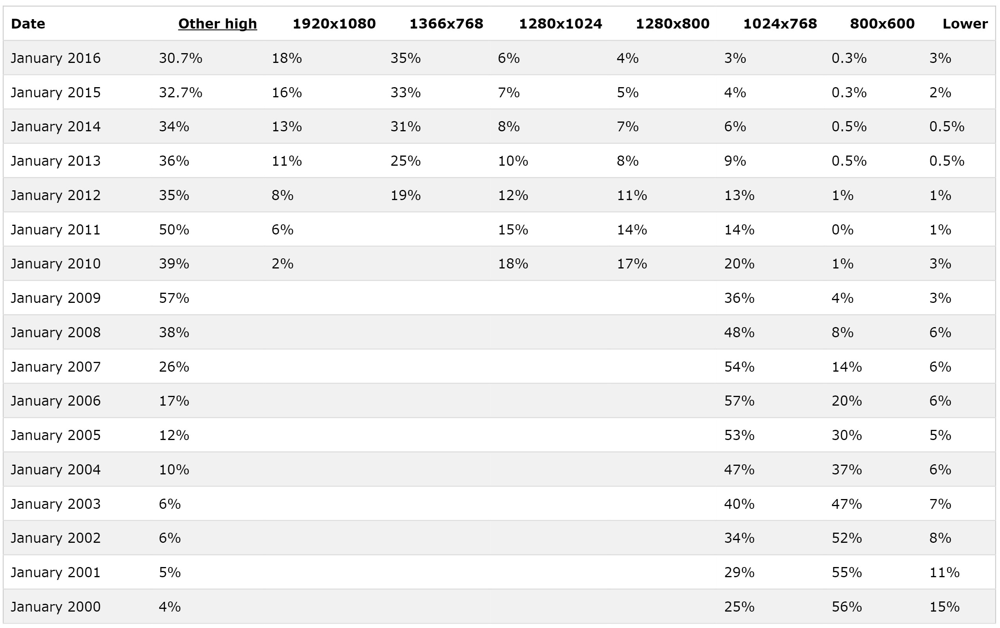 Date Other high 1920x1080 1366x768 1280x1024 1280x800 1024x768 800x600 Lower
January 2016 30.7% 18% 35% 6% 4% 3% 0.3% 3%
January 2015 32.7% 16% 33% 7% 5% 4% 0.3% 2%
January 2014 34% 13% 31% 8% 7% 6% 0.5% 0.5%
January 2013 36% 11% 25% 10% 8% 9% 0.5% 0.5%
January 2012 35% 8% 19% 12% 11% 13% 1% 1%
January 2011 50% 6% 15% 14% 14% 0% 1%
January 2010 39% 2% 18% 17% 20% 1% 3%
January 2009 57% 36% 4% 3%
January 2008 38% 48% 8% 6%
January 2007 26% 54% 14% 6%
January 2006 17% 57% 20% 6%
January 2005 12% 53% 30% 5%
January 2004 10% 47% 37% 6%
January 2003 6% 40% 47% 7%
January 2002 6% 34% 52% 8%
January 2001 5% 29% 55% 11%
January 2000 4% 25% 56% 15%